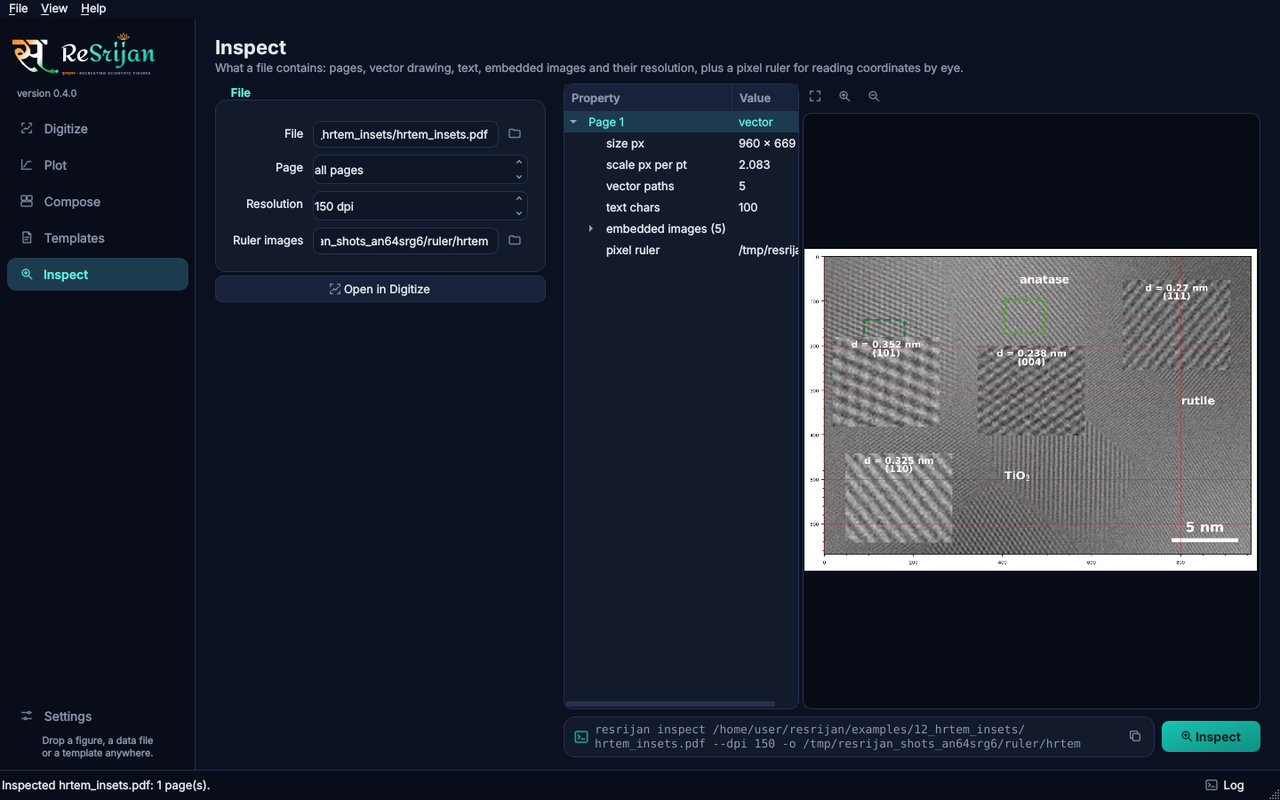 File View Help
स ReSrijan
version 0.4.0
Digitize
Plot
Compose
Templates
Inspect
Settings
Drop a figure, a data file
or a template anywhere.
Inspect
What a file contains: pages, vector drawing, text, embedded images and their resolution, plus a pixel ruler for reading coordinates by eye.
File
File .hrtem_insets/hrtem_insets.pdf
Page all pages
Resolution 150 dpi
Ruler images an_shots_an64srg6/ruler/hrtem
Open in Digitize
Property Value
Page 1 vector
size px 960 × 669
scale px per pt 2.083
vector paths 5
text chars 100
embedded images (5)
pixel ruler /tmp/resrija
anatase
d = 0.27 nm
(111)
d = 0.352 nm
(101)
d = 0.238 nm
(004)
rutile
d = 0.325 nm
(110)
TiO₂
5 nm
0 200 400 600 800
resrijan inspect /home/user/resrijan/examples/12_hrtem_insets/
hrtem_insets.pdf --dpi 150 -o /tmp/resrijan_shots_an64srg6/ruler/hrtem
Inspect
Inspected hrtem_insets.pdf: 1 page(s).
Log